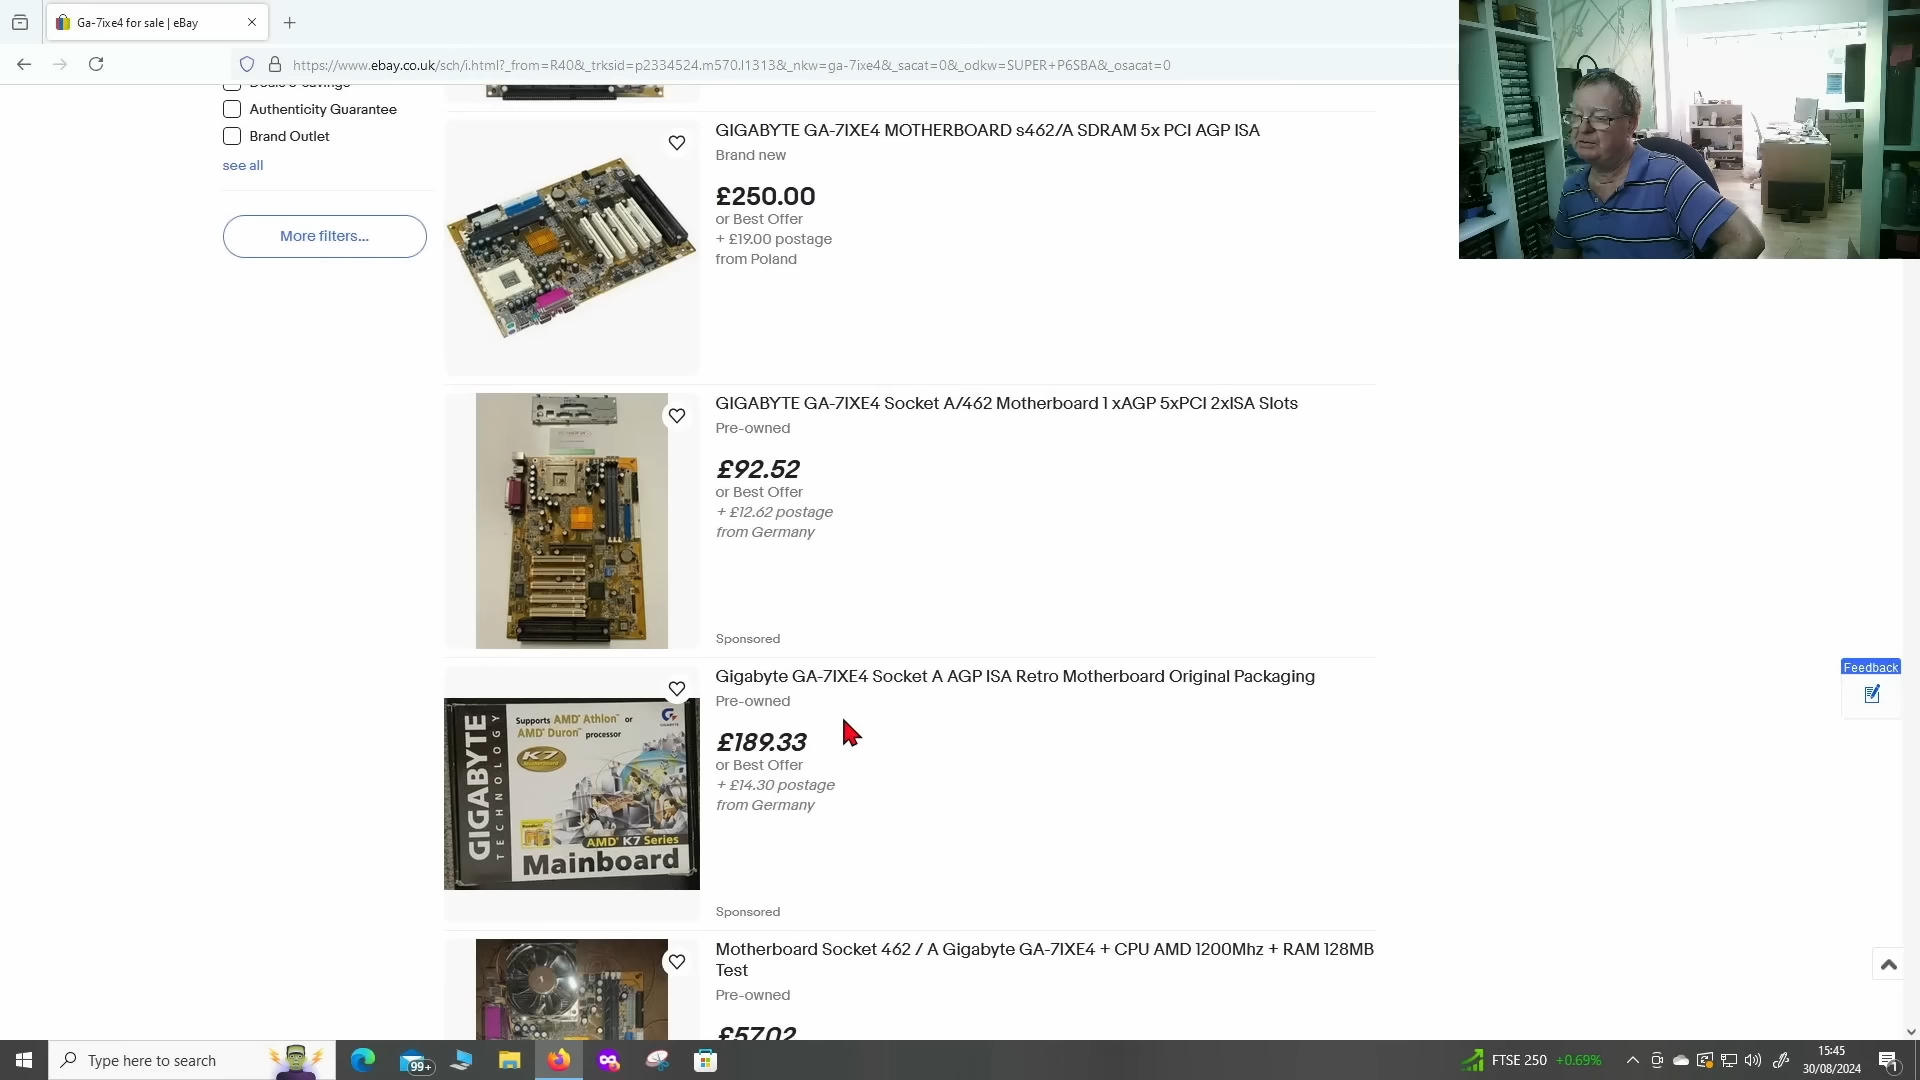 Ga-7ixe4 for sale | eBay
https://www.ebay.co.uk/sch/i.html?_from=R40&_trksid=p2334524.m570.l1313&_nkw=ga-7ixe4&_sacat=0&_odkw=SUPER+P6SBA&_osacat=0
Authenticity Guarantee
Brand Outlet
see all
More filters...
GIGABYTE GA-7IXE4 MOTHERBOARD s462/A SDRAM 5x PCI AGP ISA
Brand new
£250.00
or Best Offer
+ £19.00 postage
from Poland
GIGABYTE GA-7IXE4 Socket A/462 Motherboard 1 xAGP 5xPCI 2xISA Slots
Pre-owned
£92.52
or Best Offer
+ £12.62 postage
from Germany
Sponsored
Gigabyte GA-7IXE4 Socket A AGP ISA Retro Motherboard Original Packaging
Pre-owned
£189.33
or Best Offer
+ £14.30 postage
from Germany
Sponsored
GIGABYTE
TECHNOLOGY
Supports AMD Athlon™ or
AMD Duron™ processor
K7
AMD K7 Series
Mainboard
Motherboard Socket 462 / A Gigabyte GA-7IXE4 + CPU AMD 1200Mhz + RAM 128MB
Test
Pre-owned
£57.02
Feedback
Type here to search
99+
FTSE 250 +0.69%
15:45
30/08/2024
1